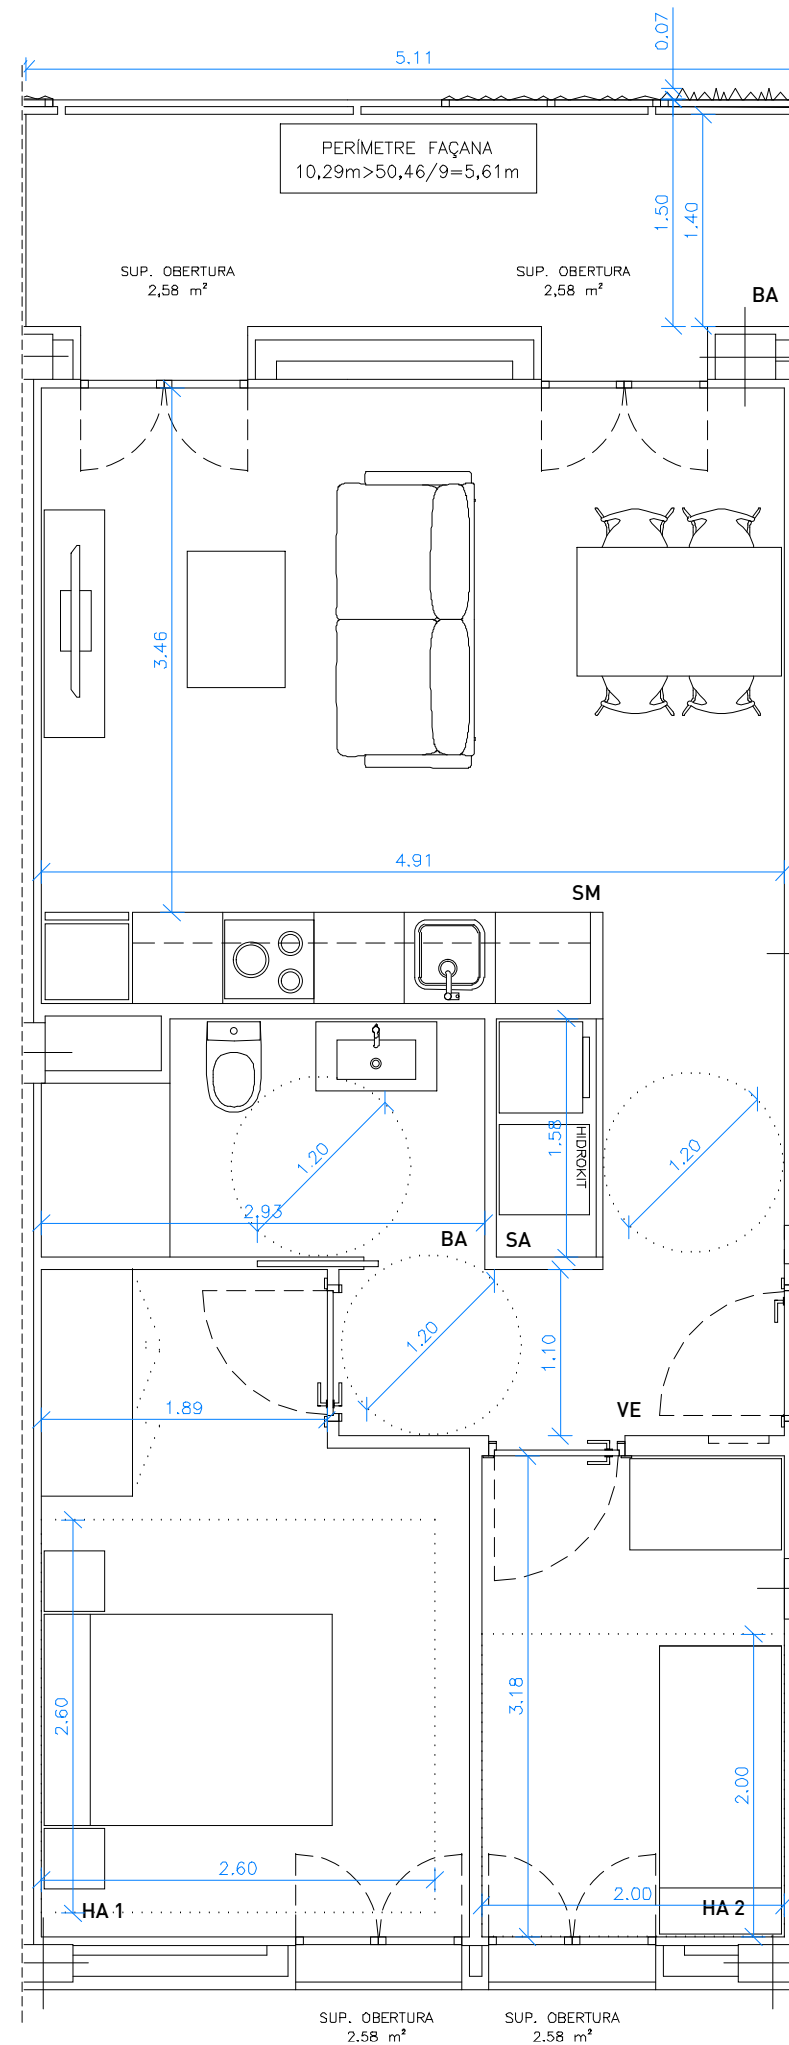 0.07
5.11
PERÍMETRE FAÇANA
10,29m>50,46/9=5,61m
1.50
1.40
SUP. OBERTURA
2,58 m²
SUP. OBERTURA
2,58 m²
BA
3.46
4.91
SM
1.58
HIDROKIT
1.20
1.20
2.93
BA
SA
1.20
1.10
1.89
VE
2.60
3.18
2.00
2.60
2.00
HA 1
HA 2
SUP. OBERTURA
2.58 m²
SUP. OBERTURA
2.58 m²